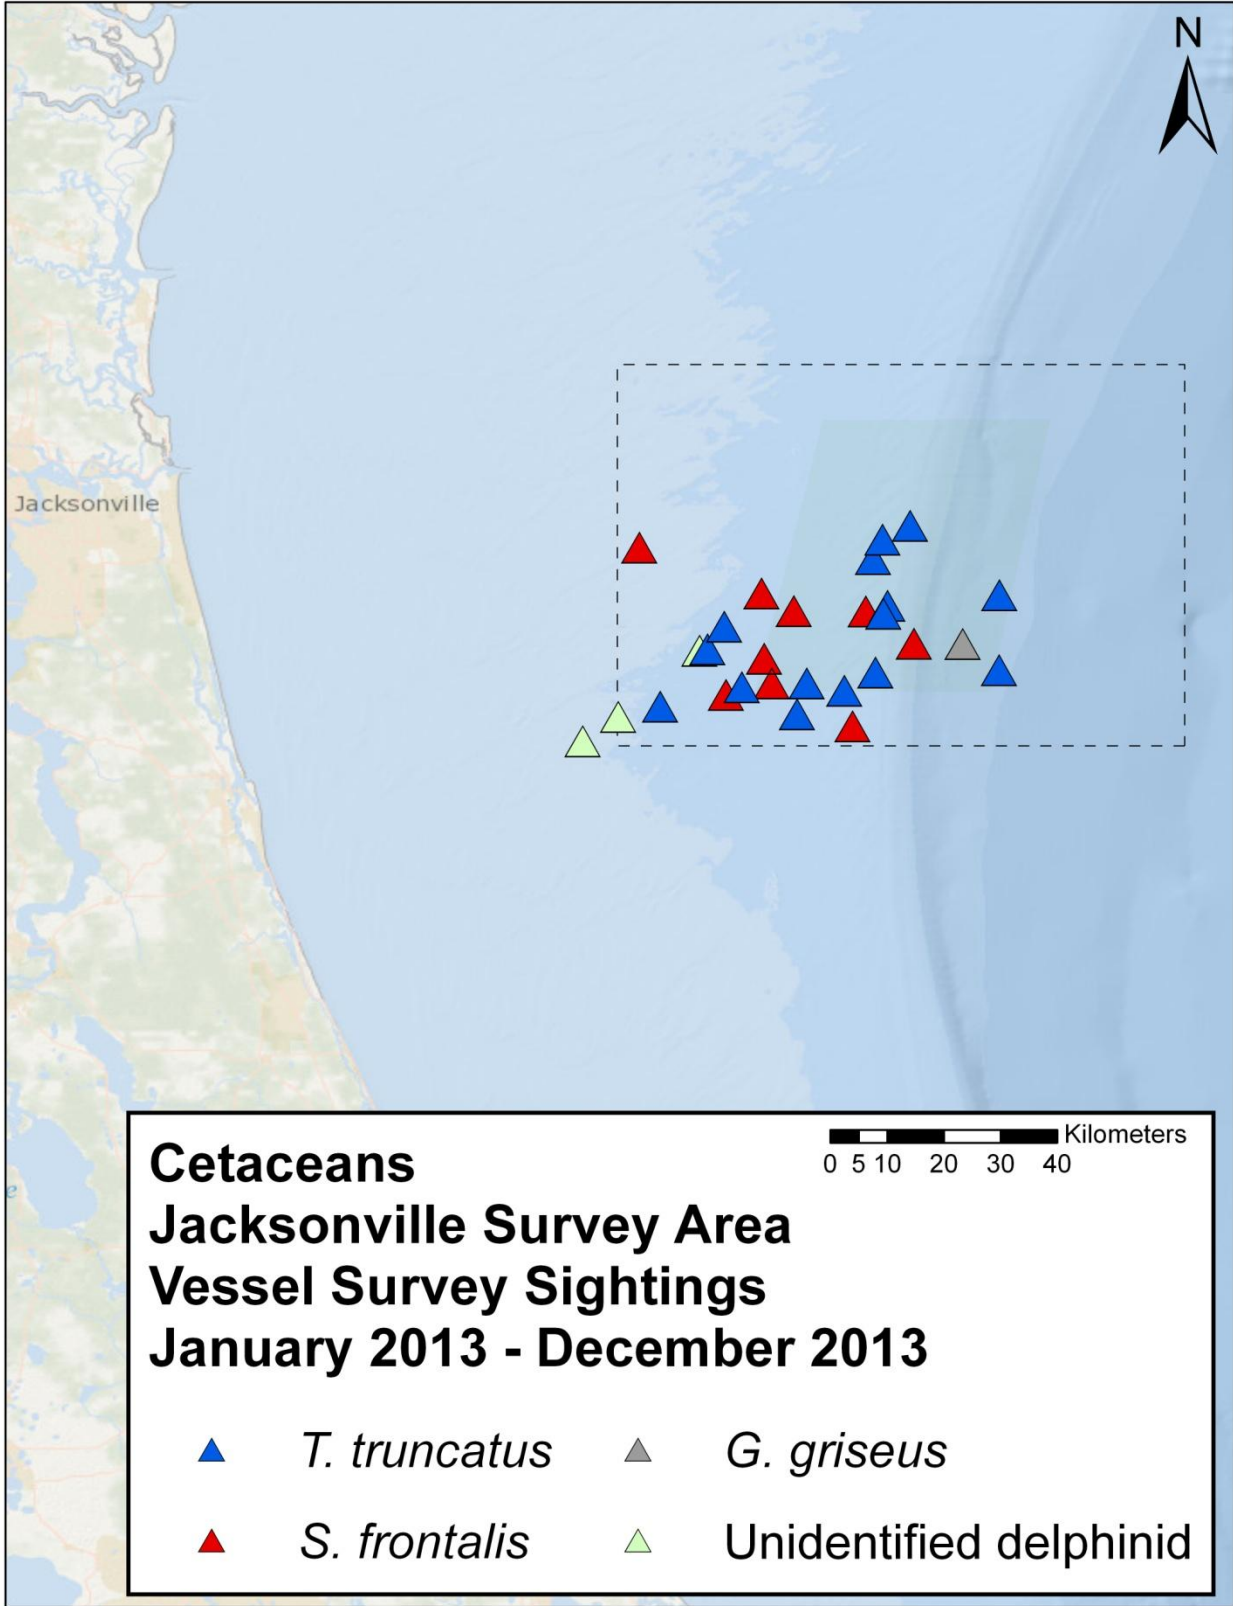 N
Jacksonville
Kilometers
0 5 10 20 30 40
Cetaceans
Jacksonville Survey Area
Vessel Survey Sightings
January 2013 - December 2013
T. truncatus
G. griseus
S. frontalis
Unidentified delphinid